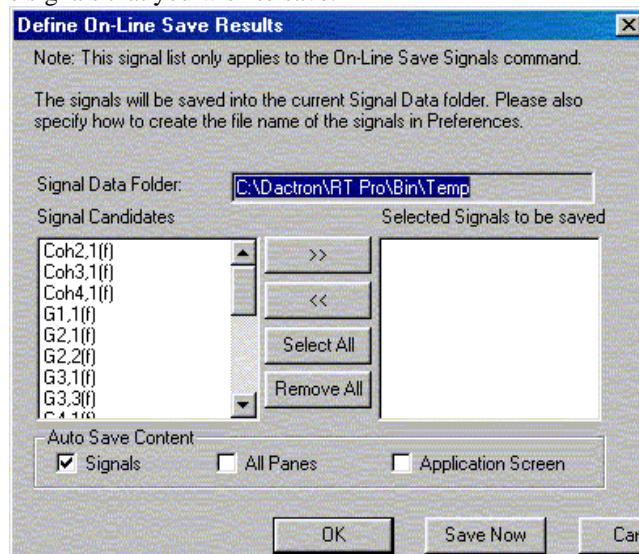 Define On-Line Save Results
Note: This signal list only applies to the On-Line Save Signals command.
The signals will be saved into the current Signal Data folder. Please also
specify how to create the file name of the signals in Preferences.
Signal Data Folder: C:\Dactron\RT Pro\Bin\Temp
Signal Candidates
Selected Signals to be saved
Coh2,1(f)
Coh3,1(f)
Coh4,1(f)
G1,1(f)
G2,1(f)
G2,2(f)
G3,1(f)
G3,3(f)
>>
<<
Select All
Remove All
Auto Save Content
Signals
All Panes
Application Screen
OK
Save Now